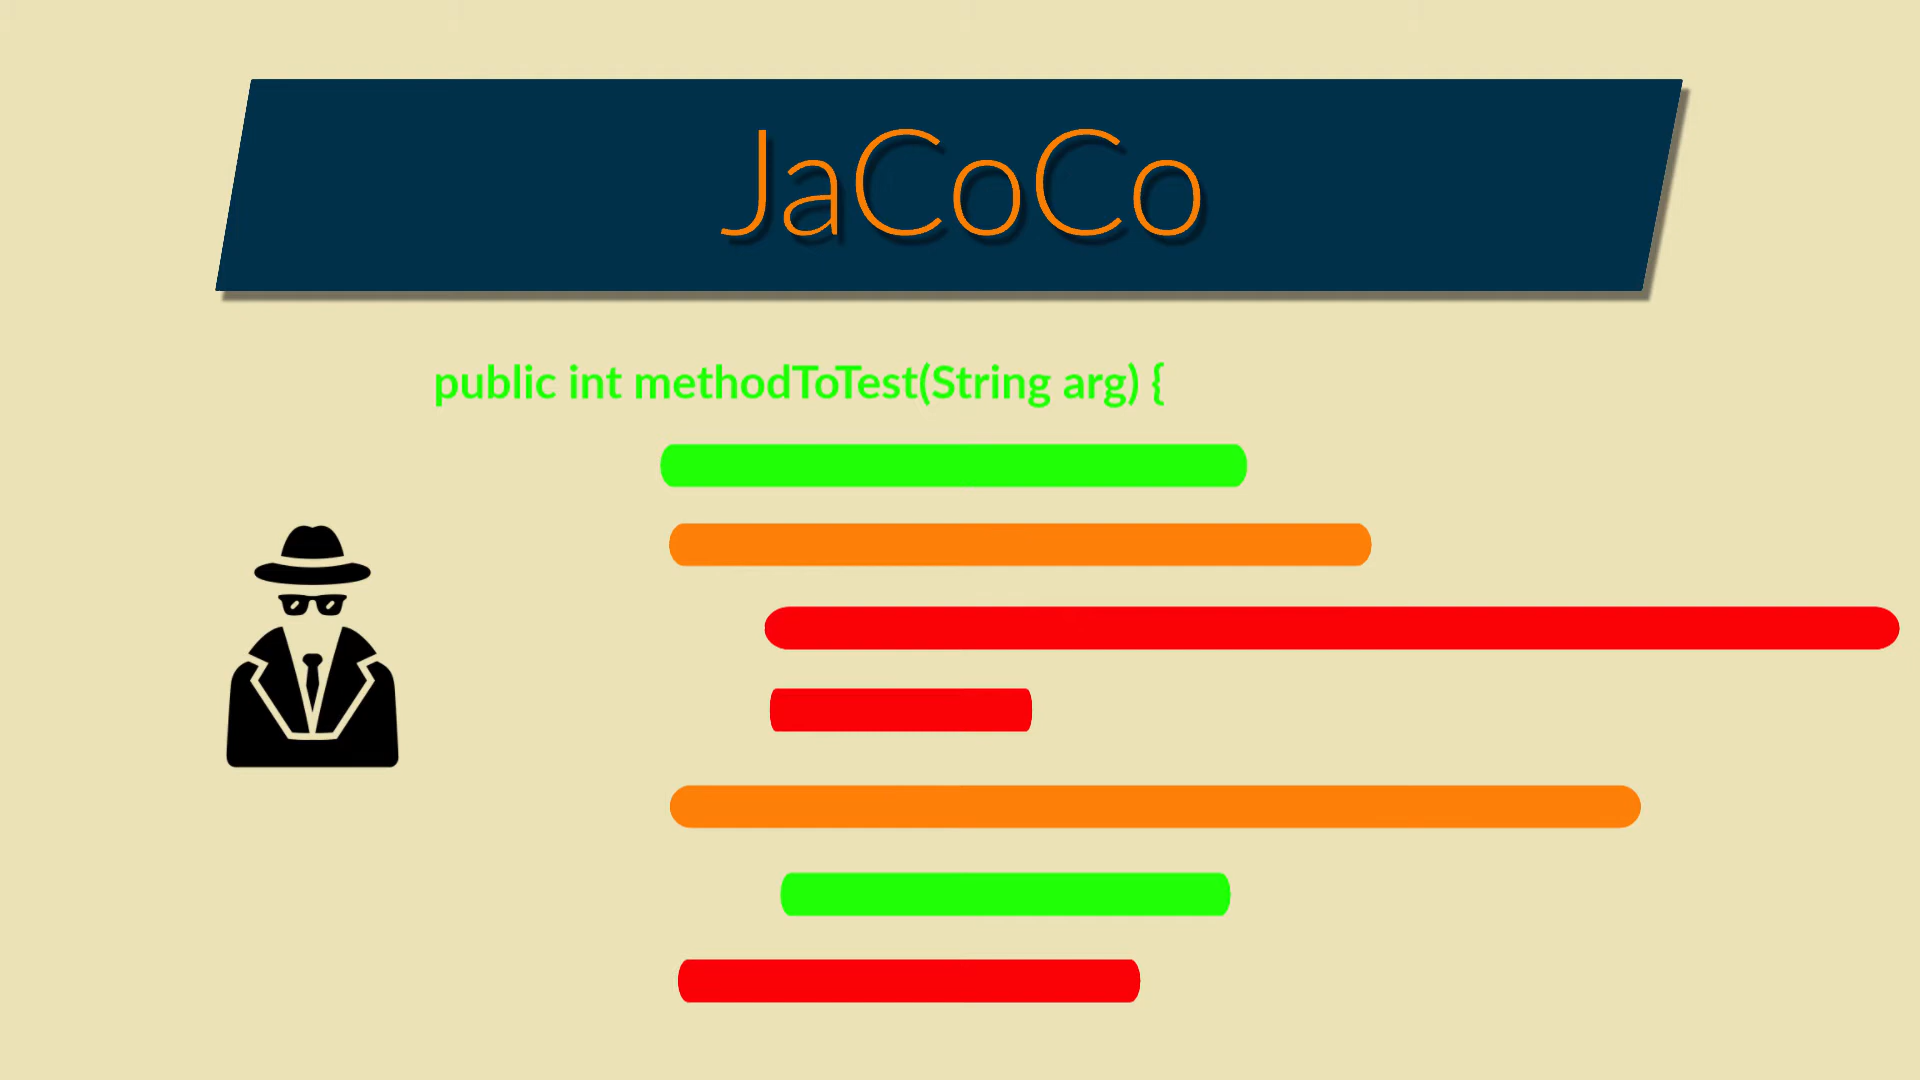 JaCoCo
public int methodToTest(String arg) {